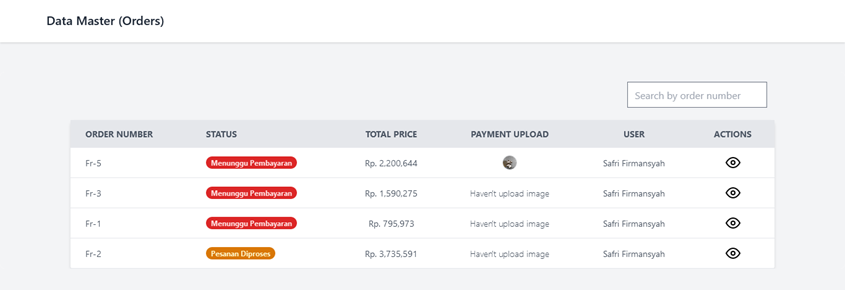 Data Master (Orders)
Search by order number
ORDER NUMBER STATUS TOTAL PRICE PAYMENT UPLOAD USER ACTIONS
Fr-5 Menunggu Pembayaran Rp. 2,200,644 Safri Firmansyah
Fr-3 Menunggu Pembayaran Rp. 1,590,275 Haven't upload image Safri Firmansyah
Fr-1 Menunggu Pembayaran Rp. 795,973 Haven't upload image Safri Firmansyah
Fr-2 Pesanan Diproses Rp. 3,735,591 Haven't upload image Safri Firmansyah